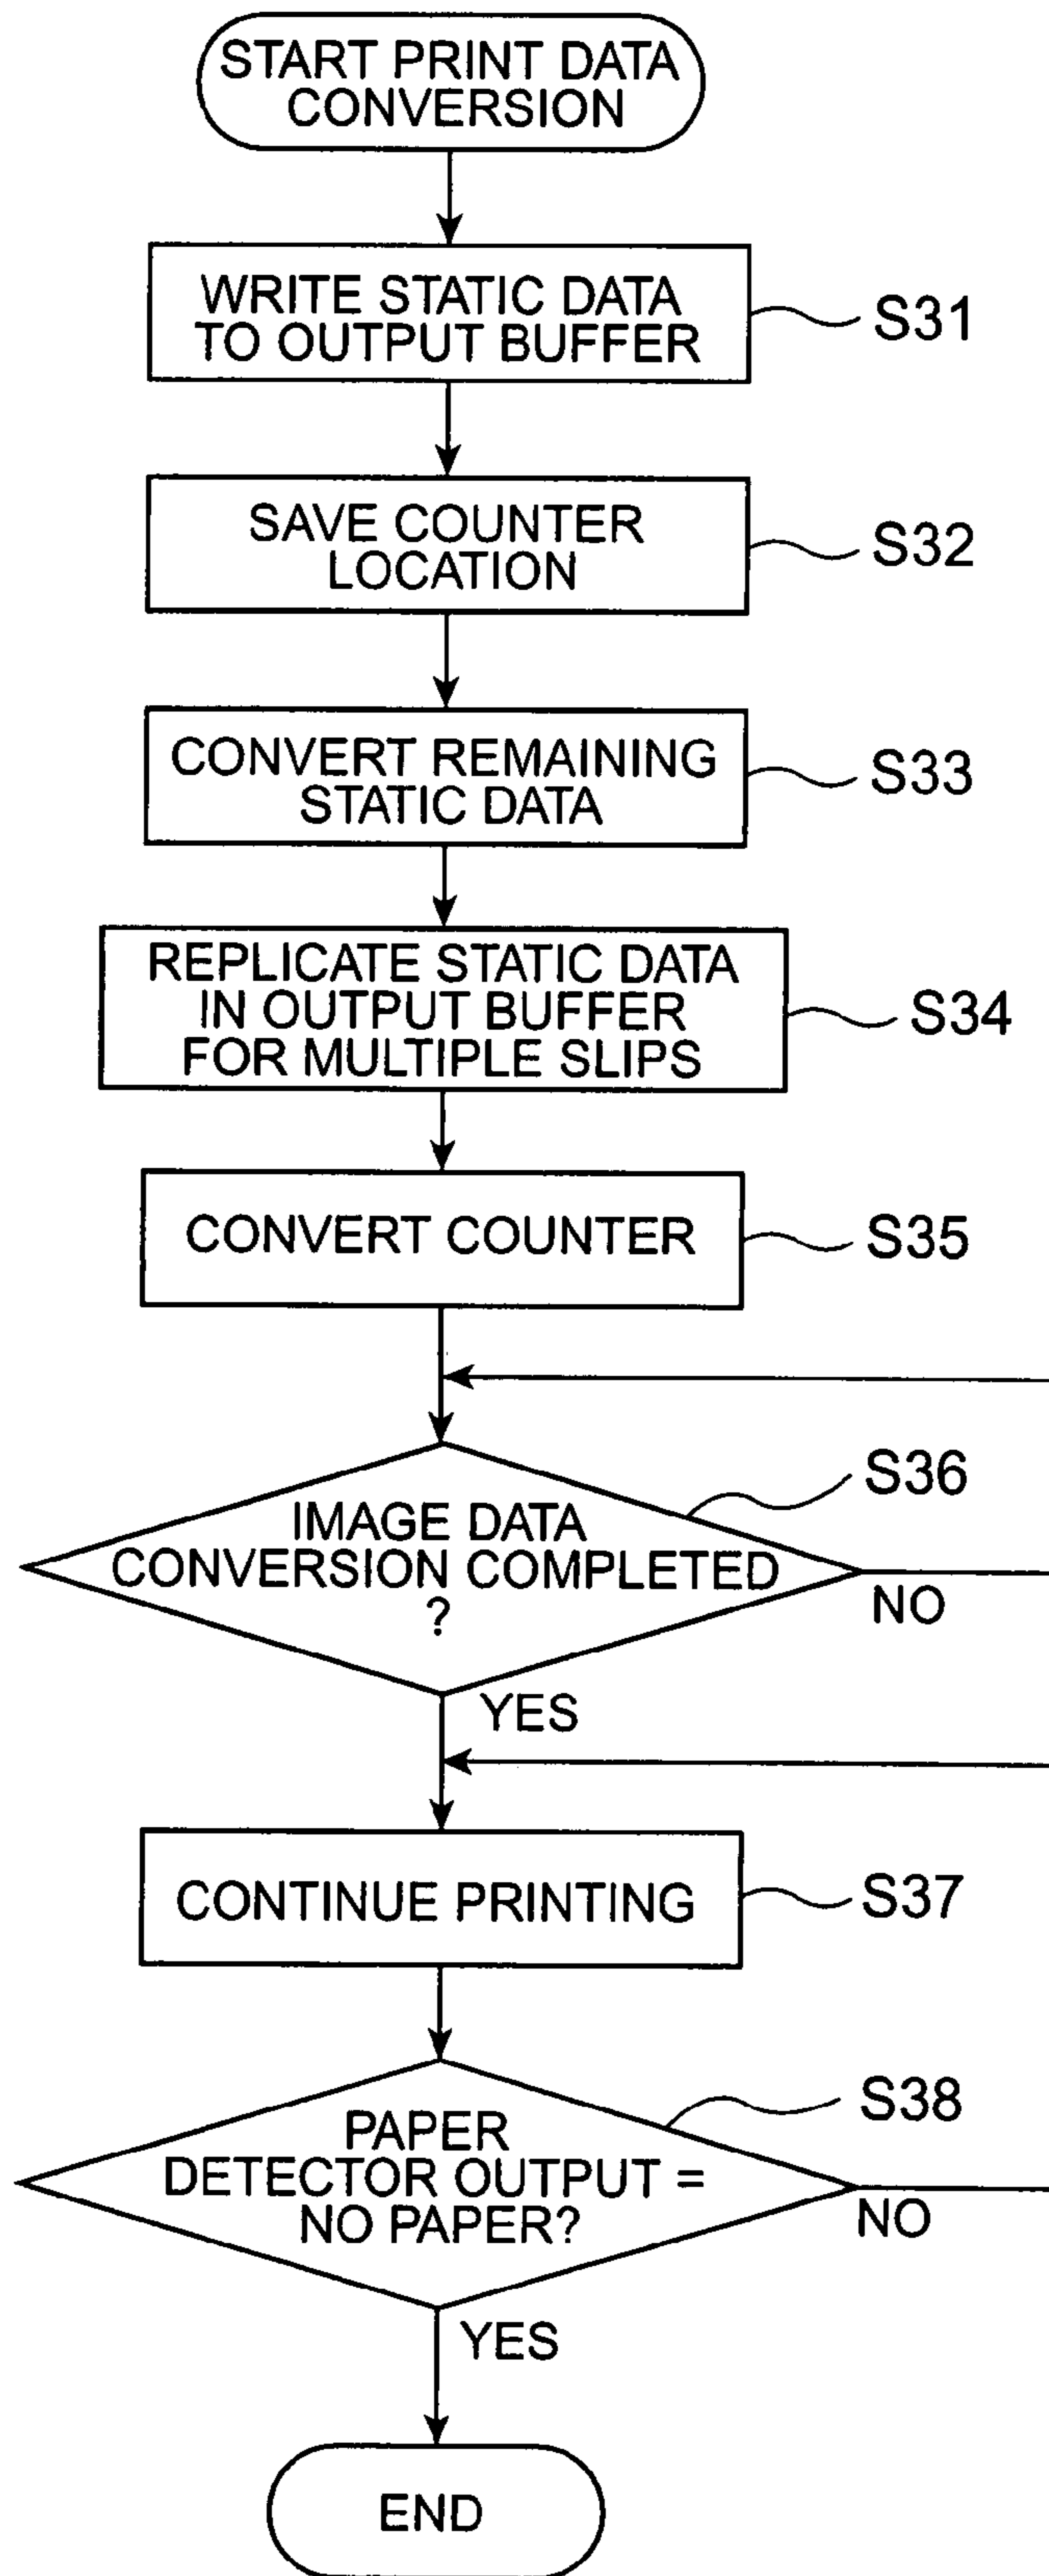 START PRINT DATA
CONVERSION
WRITE STATIC DATA
TO OUTPUT BUFFER
S31
SAVE COUNTER
LOCATION
S32
CONVERT REMAINING
STATIC DATA
S33
REPLICATE STATIC DATA
IN OUTPUT BUFFER
FOR MULTIPLE SLIPS
S34
CONVERT COUNTER
S35
S36
IMAGE DATA
CONVERSION COMPLETED
?
NO
YES
CONTINUE PRINTING
S37
S38
PAPER
DETECTOR OUTPUT =
NO PAPER?
NO
YES
END